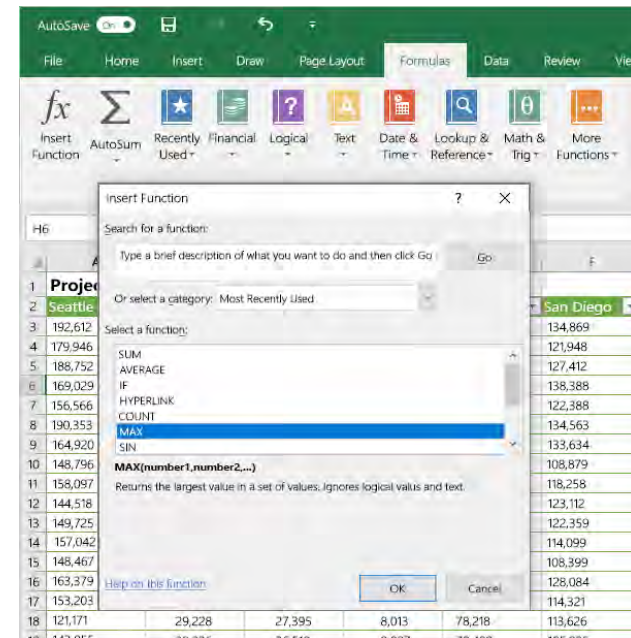 AutoSave On
File Home Insert Draw Page Layout Formulas Data Review Vie
fx
Insert Function
AutoSum
Recently Used
Financial
Logical
Text
Date & Time
Lookup & Reference
Math & Trig
More Functions
H6
Insert Function ? X
Search for a function:
Type a brief description of what you want to do and then click Go
Go
Or select a category: Most Recently Used
Select a function:
SUM
AVERAGE
IF
HYPERLINK
COUNT
MAX
SIN
MAX(number1,number2,...)
Returns the largest value in a set of values. Ignores logical valus and text.
Help on this function
OK Cancel
A F
1 Projec
2 Seattle San Diego
3 192,612 134,869
4 179,946 121,948
5 188,752 127,412
6 169,029 138,388
7 156,566 122,388
8 190,353 134,563
9 164,920 133,634
10 148,796 108,879
11 158,097 118,258
12 144,518 123,112
13 149,725 122,359
14 157,042 114,099
15 148,467 108,399
16 163,379 128,084
17 153,203 114,321
18 121,171 29,228 27,395 8,013 78,218 113,626